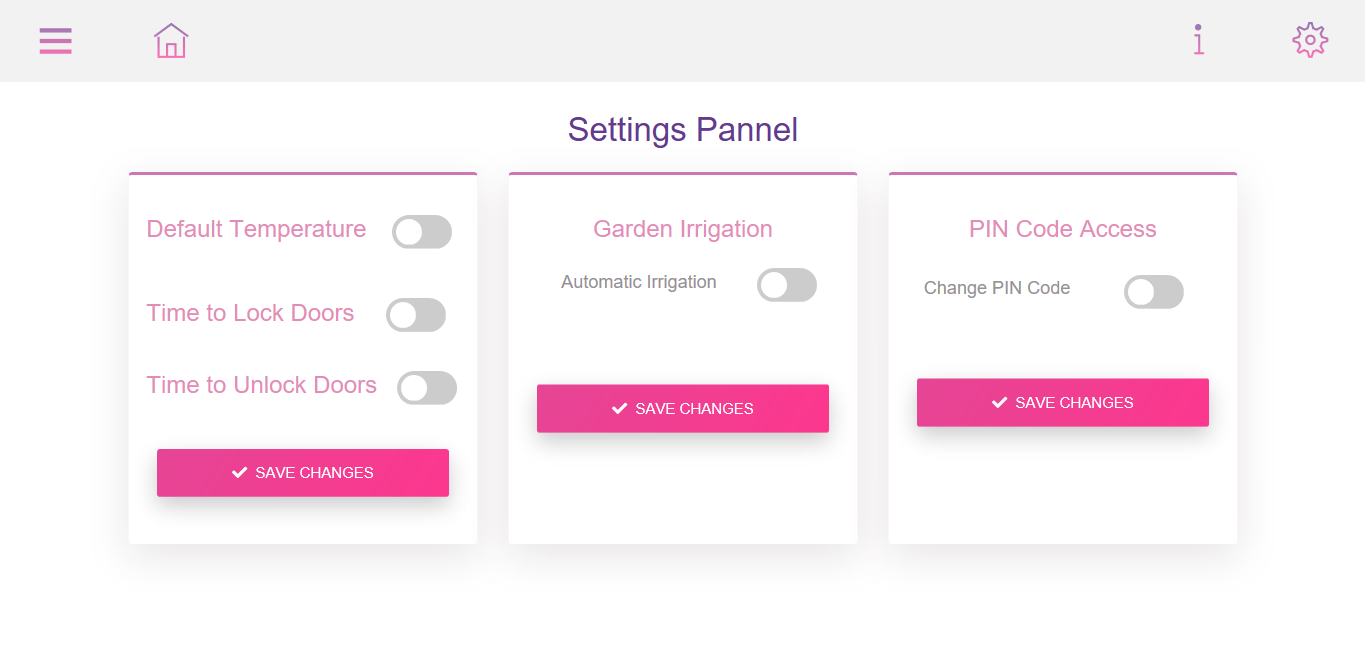 Settings Pannel
Default Temperature
Time to Lock Doors
Time to Unlock Doors
SAVE CHANGES
Garden Irrigation
Automatic Irrigation
SAVE CHANGES
PIN Code Access
Change PIN Code
SAVE CHANGES